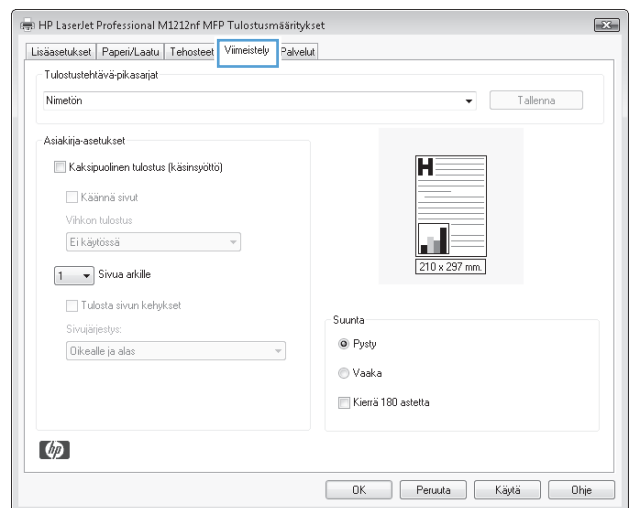 HP LaserJet Professional M1212nf MFP Tulostusmääritykset
Lisäasetukset Paperi/Laatu Tehosteet Viimeistely Palvelut
Tulostustehtävä-pikasarjat
Nimetön Tallenna
Asiakirja-asetukset
Kaksipuolinen tulostus (käsinsyöttö)
Käännä sivut
Vihkon tulostus
Ei käytössä
1 Sivua arkille
Tulosta sivun kehykset
Sivujärjestys:
Oikealle ja alas
H
210 x 297 mm.
Suunta
Pysty
Vaaka
Kierrä 180 astetta
hp
OK Peruuta Käytä Ohje